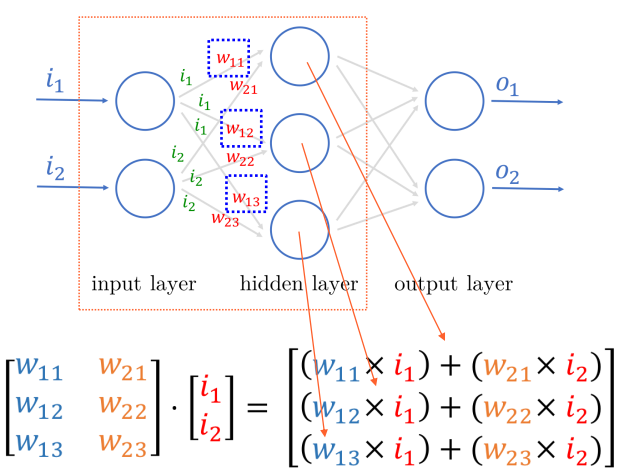 i₁ i₁ w₁₁ w₂₁ o₁
i₁
i₁ w₁₂
i₂ i₂ w₂₂ o₂
i₂ w₁₃
i₂ w₂₃
input layer hidden layer output layer
[w₁₁ w₂₁] [(w₁₁ × i₁) + (w₂₁ × i₂)]
[w₁₂ w₂₂] · [i₁ i₂] = [(w₁₂ × i₁) + (w₂₂ × i₂)]
[w₁₃ w₂₃] [(w₁₃ × i₁) + (w₂₃ × i₂)]